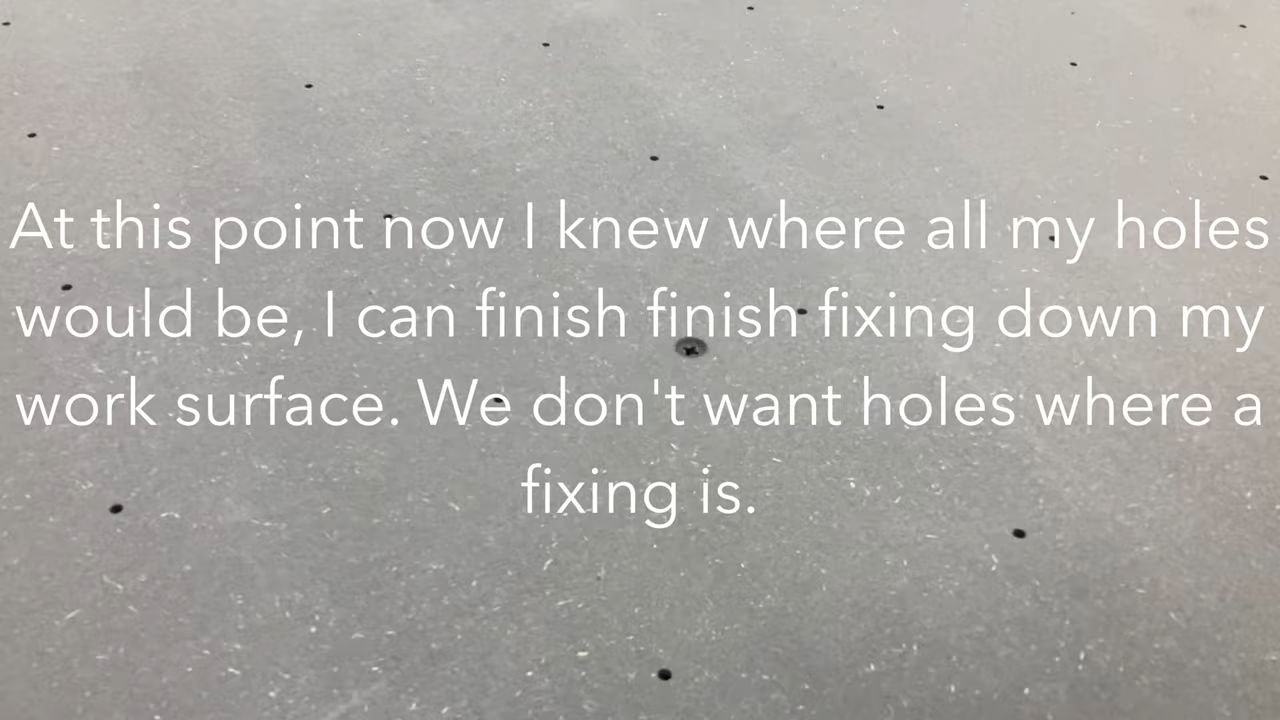 At this point now I knew where all my holes
would be, I can finish finish fixing down my
work surface. We don't want holes where a
fixing is.